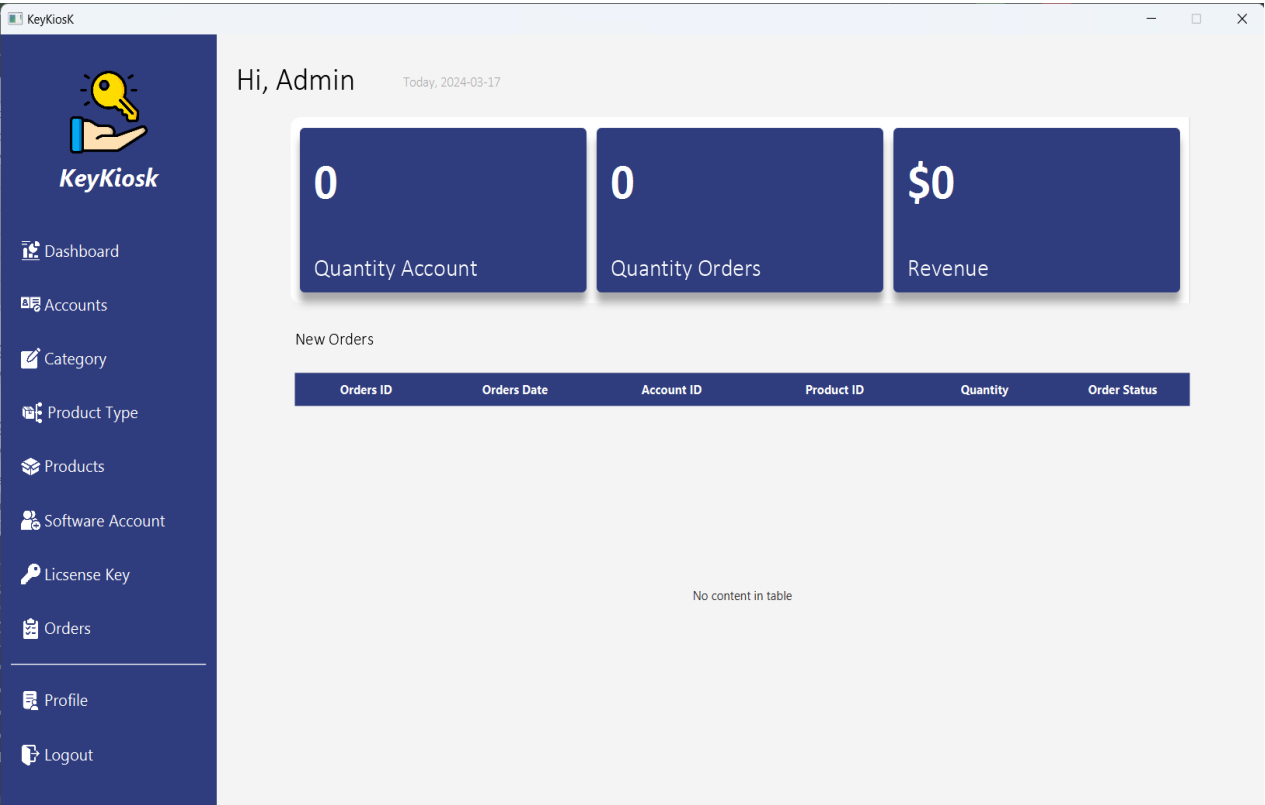 KeyKiosK
KeyKiosk
Dashboard
Accounts
Category
Product Type
Products
Software Account
Licsense Key
Orders
Profile
Logout
Hi, Admin
Today, 2024-03-17
0
Quantity Account
0
Quantity Orders
$0
Revenue
New Orders
Orders ID Orders Date Account ID Product ID Quantity Order Status
No content in table